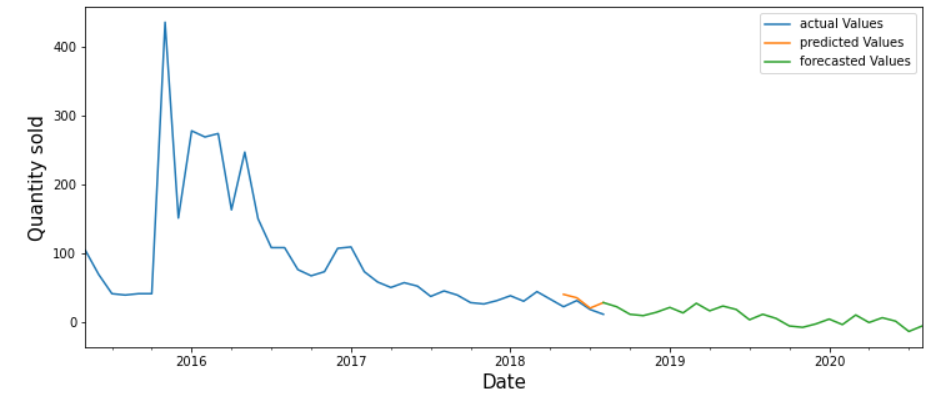 actual Values
predicted Values
forecasted Values
400
300
200
100
0
Quantity sold
2016
2017
2018
2019
2020
Date